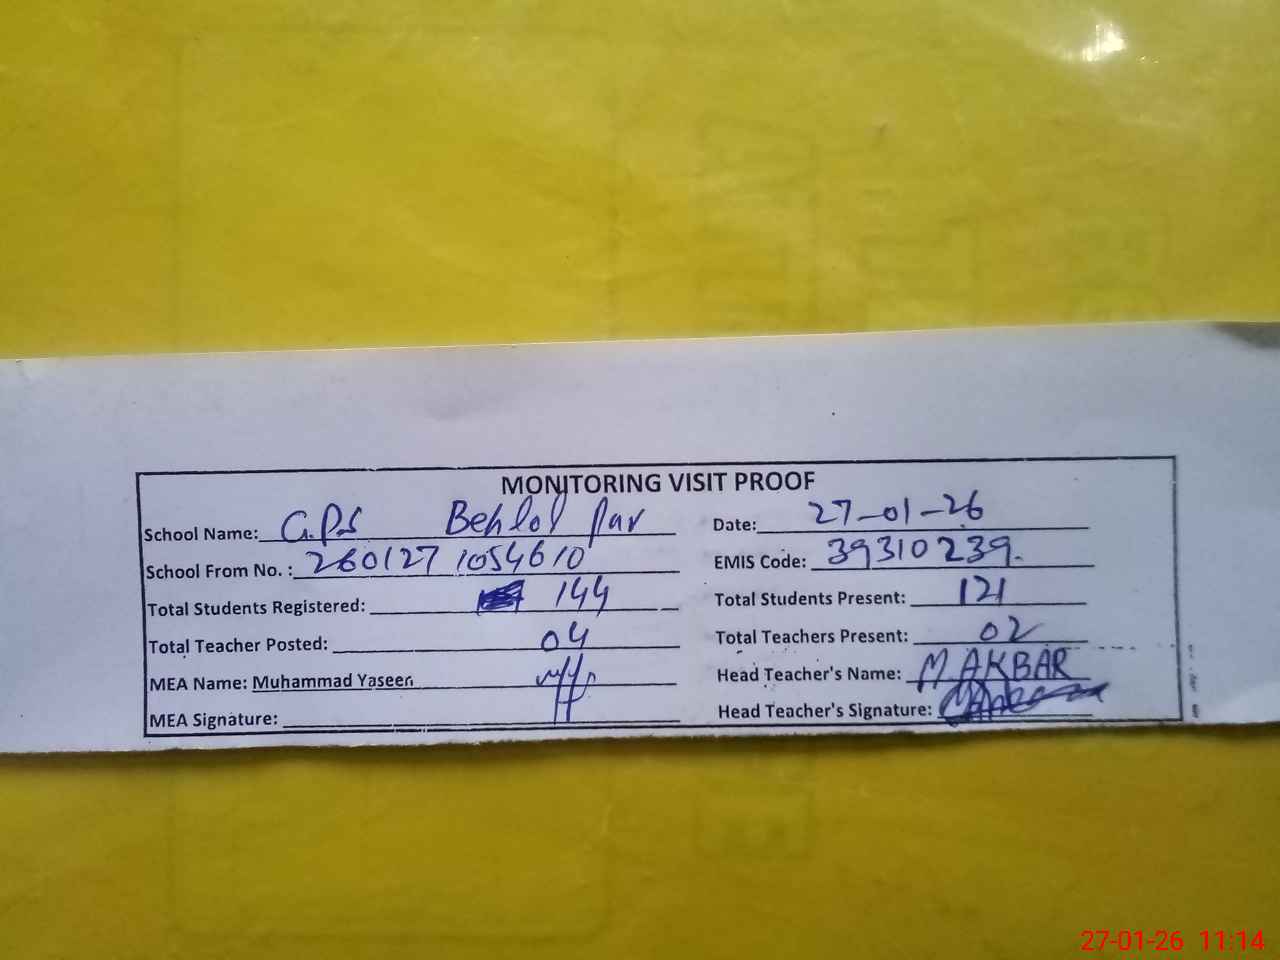 MONITORING VISIT PROOF
School Name: G.P.S Behlol Par Date: 27-01-26
School From No. : 260127 1054610 EMIS Code: 39310239.
Total Students Registered: 144 Total Students Present: 121
Total Teacher Posted: 04 Total Teachers Present: 02
MEA Name: Muhammad Yaseen Head Teacher's Name: M AKBAR
MEA Signature: Head Teacher's Signature:
27-01-26 11:14